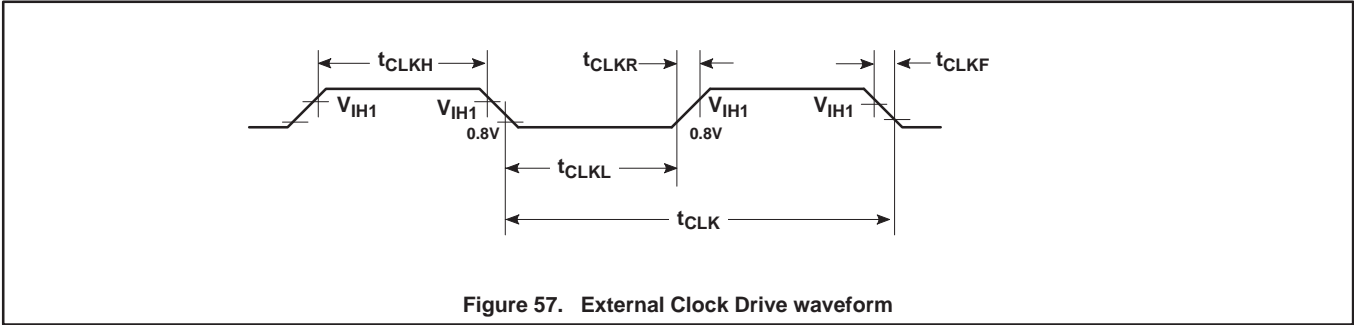 tCLKH tCLKR tCLKF
VIH1 VIH1 VIH1 VIH1
0.8V 0.8V
tCLKL
tCLK
Figure 57. External Clock Drive waveform